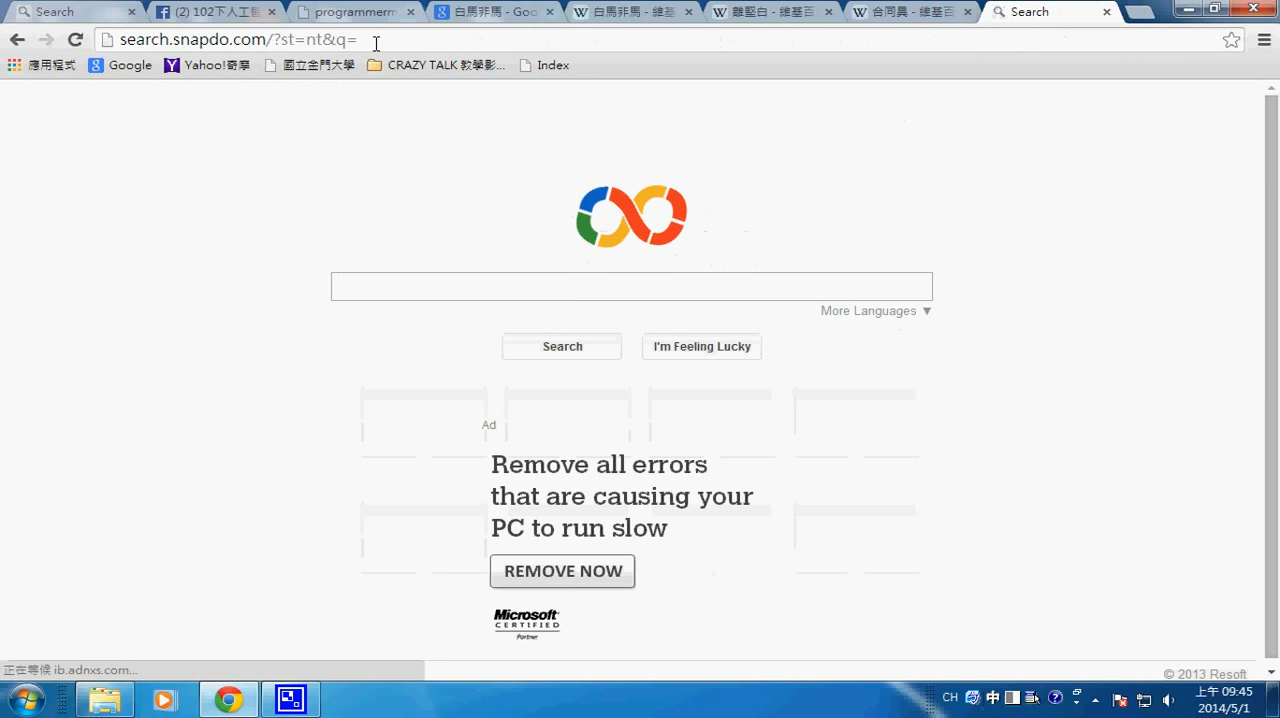 Search
(2) 102下人工智
programmerm
白馬非馬 - Goo
白馬非馬 - 維基
離堅白 - 維基百
合同異 - 維基百
Search
search.snapdo.com/?st=nt&q=
應用程式
Google
Yahoo!奇摩
國立金門大學
CRAZY TALK 教學影...
Index
More Languages ▼
Search
I'm Feeling Lucky
Ad
Remove all errors
that are causing your
PC to run slow
REMOVE NOW
Microsoft
CERTIFIED
Partner
正在等候 ib.adnxs.com...
© 2013 Resoft
CH
中
上午 09:45
2014/5/1